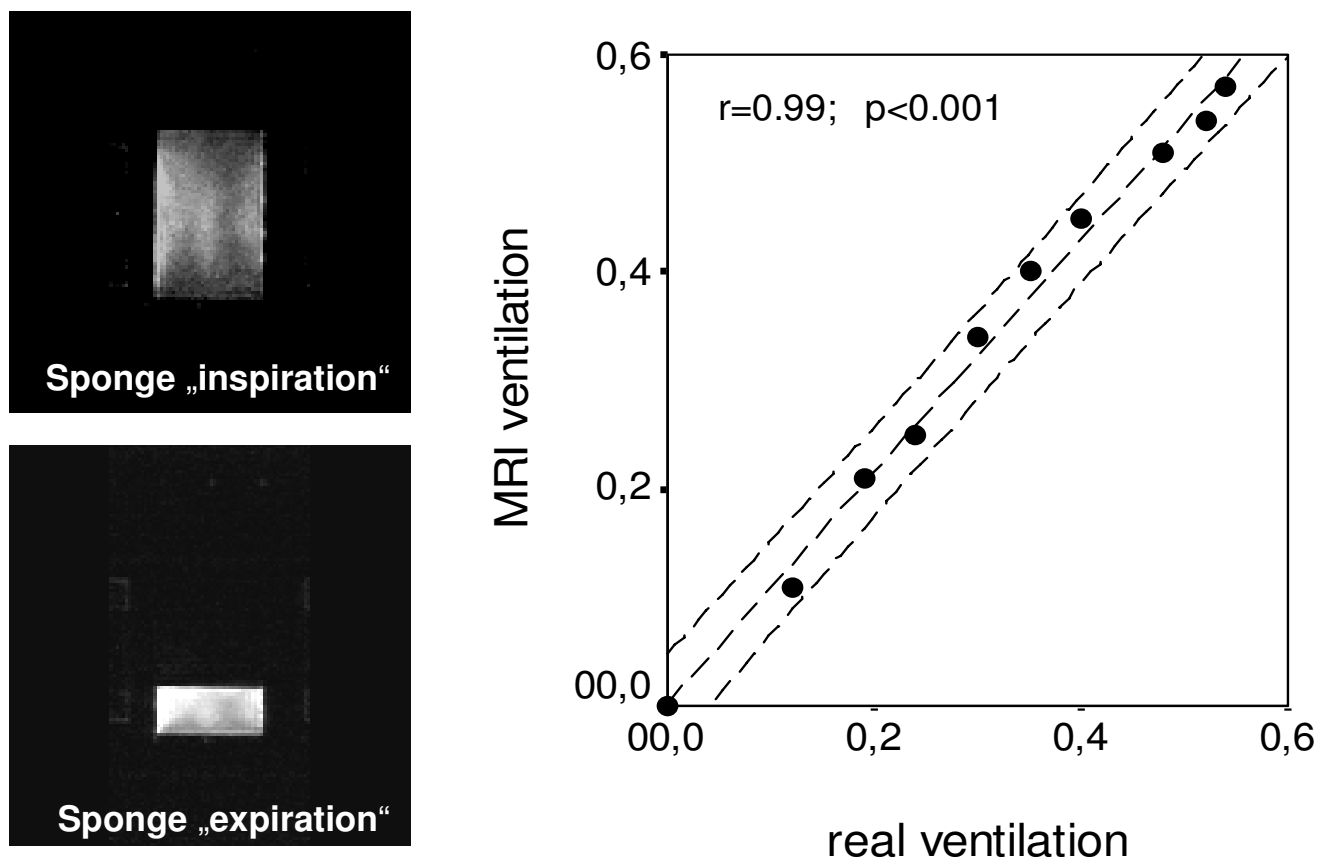 Sponge „inspiration“
Sponge „expiration“
r=0.99; p<0.001
MRI ventilation
0,6
0,4
0,2
00,0
00,0 0,2 0,4 0,6
real ventilation